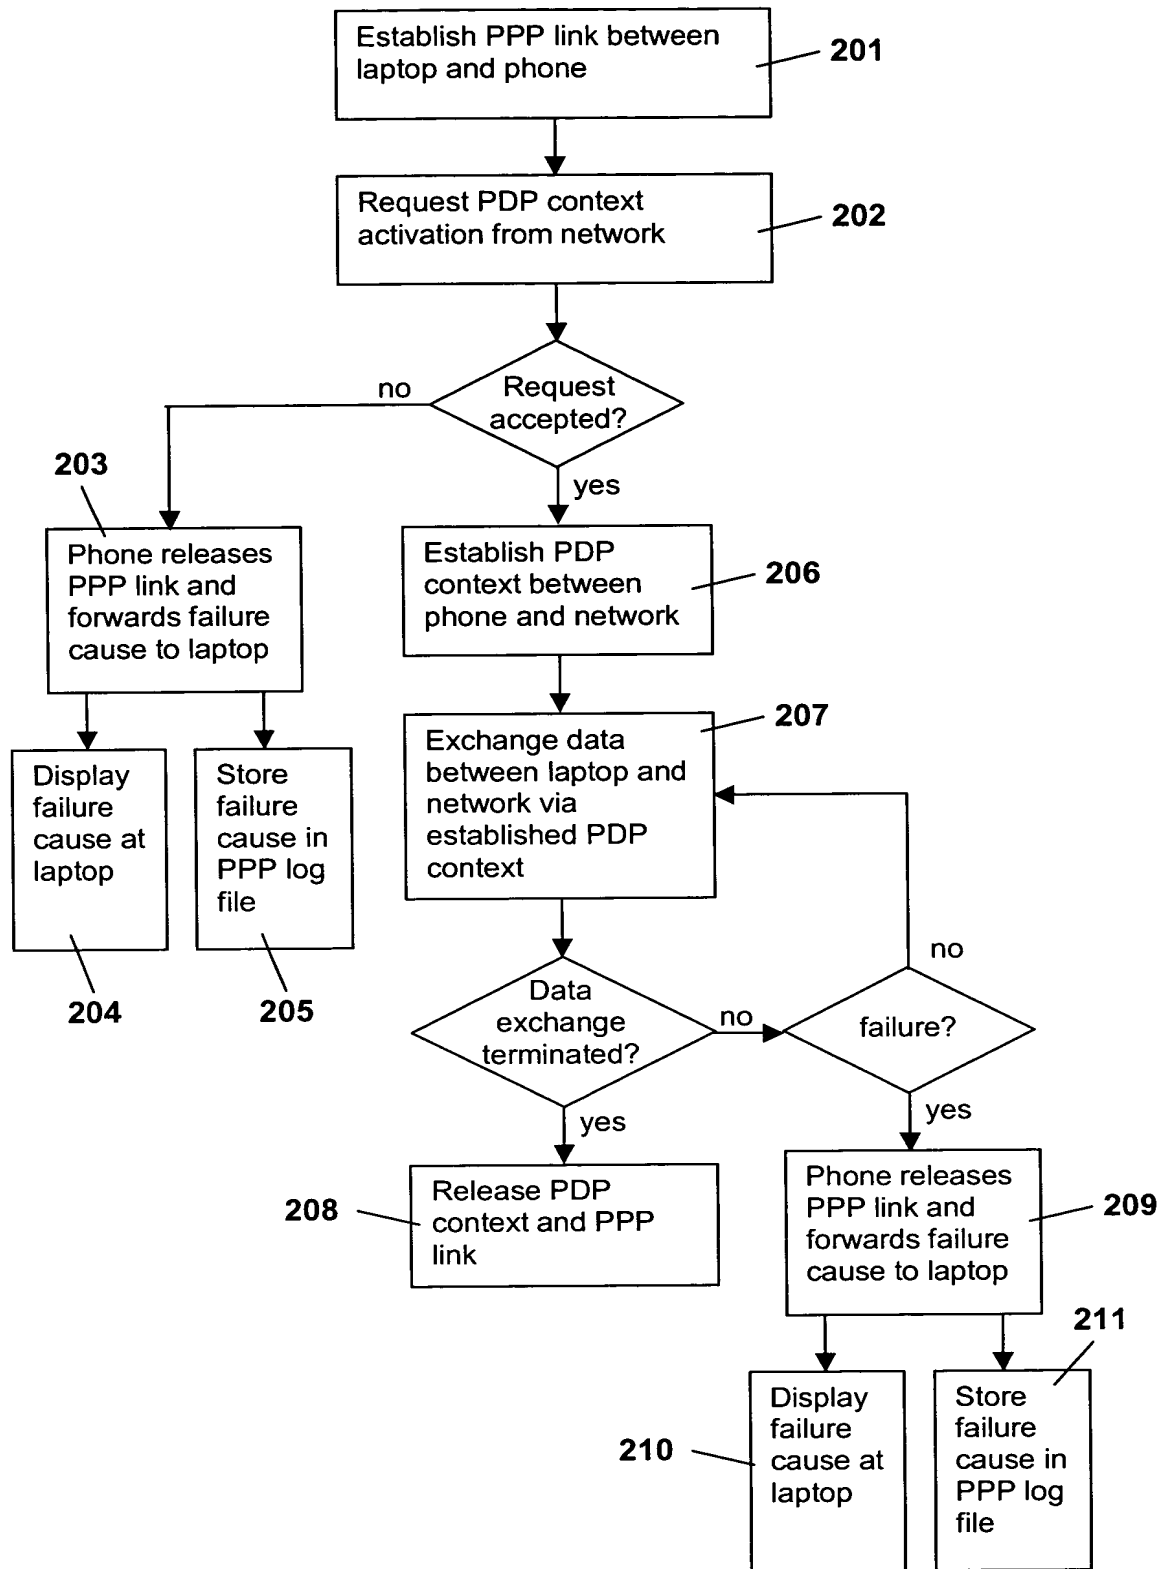 Establish PPP link between
laptop and phone
201
Request PDP context
activation from network
202
Request
accepted?
no
yes
203
Phone releases
PPP link and
forwards failure
cause to laptop
Establish PDP
context between
phone and network
206
Display
failure
cause at
laptop
204
Store
failure
cause in
PPP log
file
205
Exchange data
between laptop and
network via
established PDP
context
207
Data
exchange
terminated?
no
yes
failure?
no
yes
208
Release PDP
context and PPP
link
Phone releases
PPP link and
forwards failure
cause to laptop
209
210
Display
failure
cause at
laptop
211
Store
failure
cause in
PPP log
file